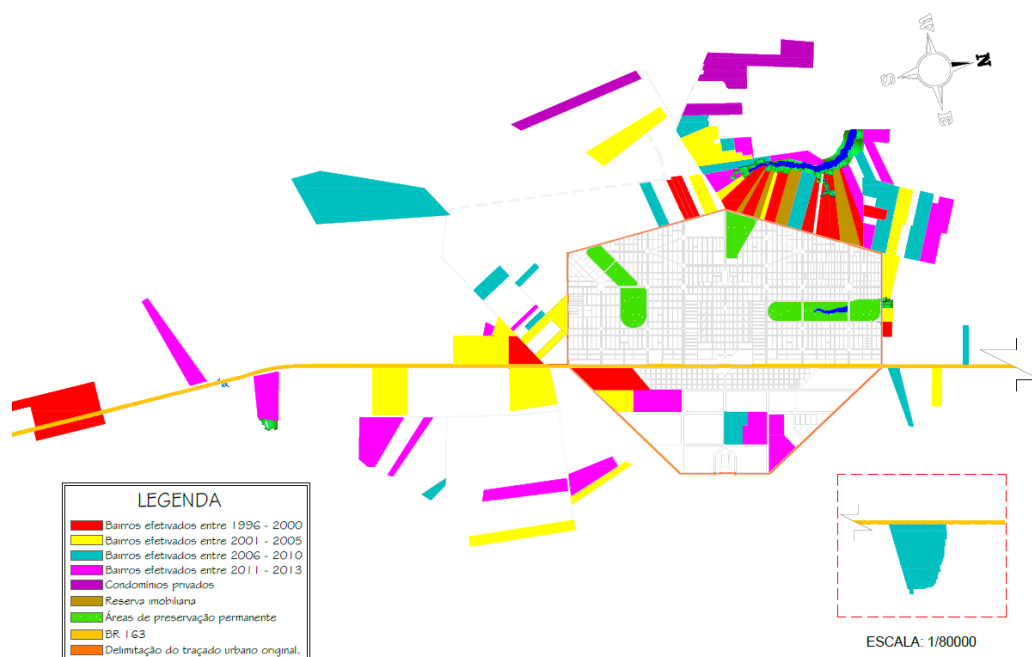 W
N
S
E
LEGENDA
Bairros efetivados entre 1996 - 2000
Bairros efetivados entre 2001 - 2005
Bairros efetivados entre 2006 - 2010
Bairros efetivados entre 2011 - 2013
Condomínios privados
Reserva imobiliaria
Áreas de preservação permanente
BR 163
Delimitação do traçado urbano original.
ESCALA: 1/80000